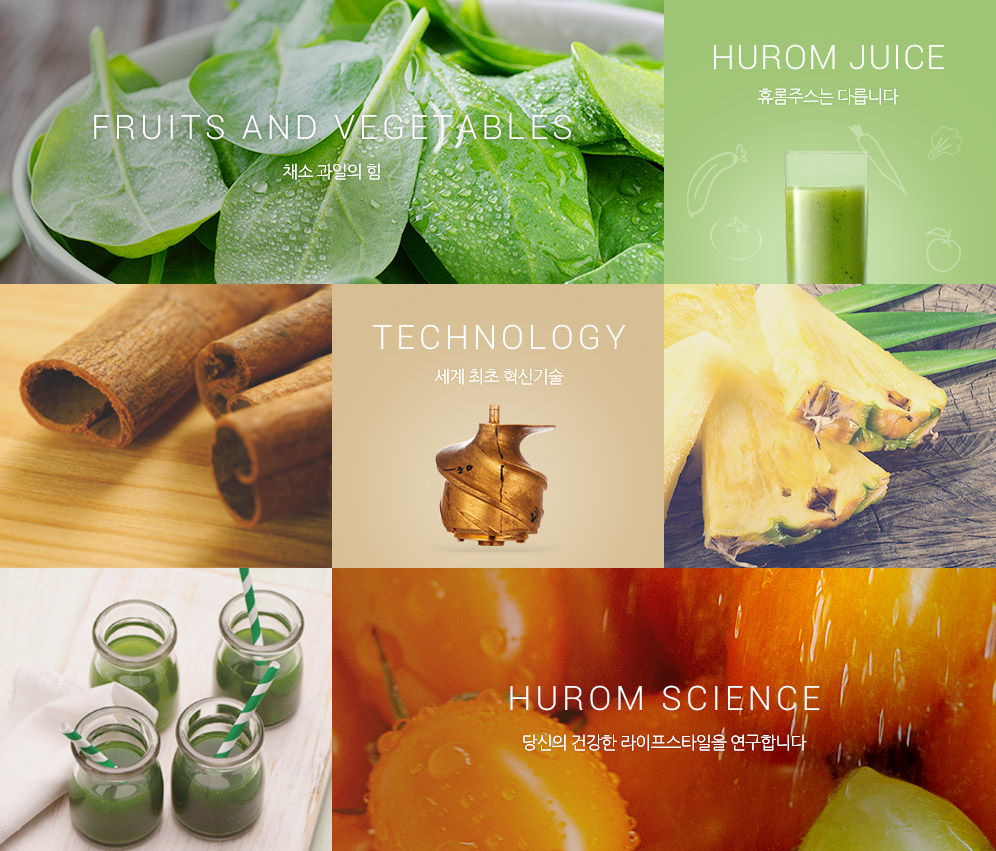 FRUITS AND VEGETABLES
채소 과일의 힘
HUROM JUICE
휴롬주스는 다릅니다
TECHNOLOGY
세계 최초 혁신기술
HUROM SCIENCE
당신의 건강한 라이프스타일을 연구합니다